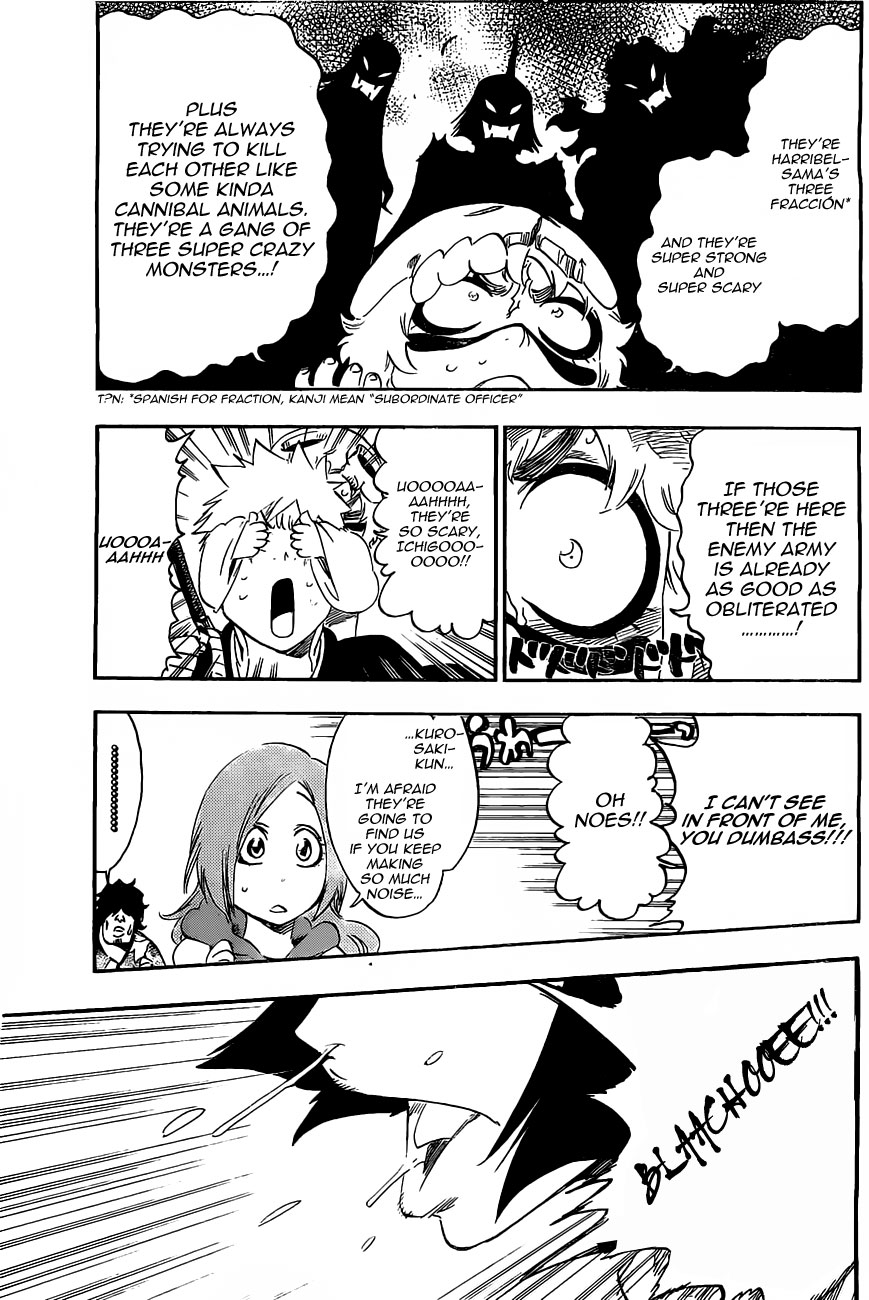 THEY'RE
HARRIBEL-
SAMA'S
THREE
FRACCIÓN*
AND THEY'RE
SUPER STRONG
AND
SUPER SCARY
PLUS
THEY'RE ALWAYS
TRYING TO KILL
EACH OTHER LIKE
SOME KINDA
CANNIBAL ANIMALS.
THEY'RE A GANG OF
THREE SUPER CRAZY
MONSTERS...!
T?N: *SPANISH FOR FRACTION, KANJI MEAN "SUBORDINATE OFFICER"
IF THOSE
THREE'RE HERE
THEN THE
ENEMY ARMY
IS ALREADY
AS GOOD AS
OBLITERATED
............!
ドドドドド
UOOOOAA-
AAHHHH,
THEY'RE
SO SCARY,
ICHIGOOO-
OOOO!!
UOOOA-
AAHHH
I CAN'T SEE
IN FRONT OF ME,
YOU DUMBASS!!!
OH
NOES!!
...KURO-
SAKI-
KUN...
I'M AFRAID
THEY'RE
GOING TO
FIND US
IF YOU KEEP
MAKING
SO MUCH
NOISE...
............
BLAACHOOEE!!!